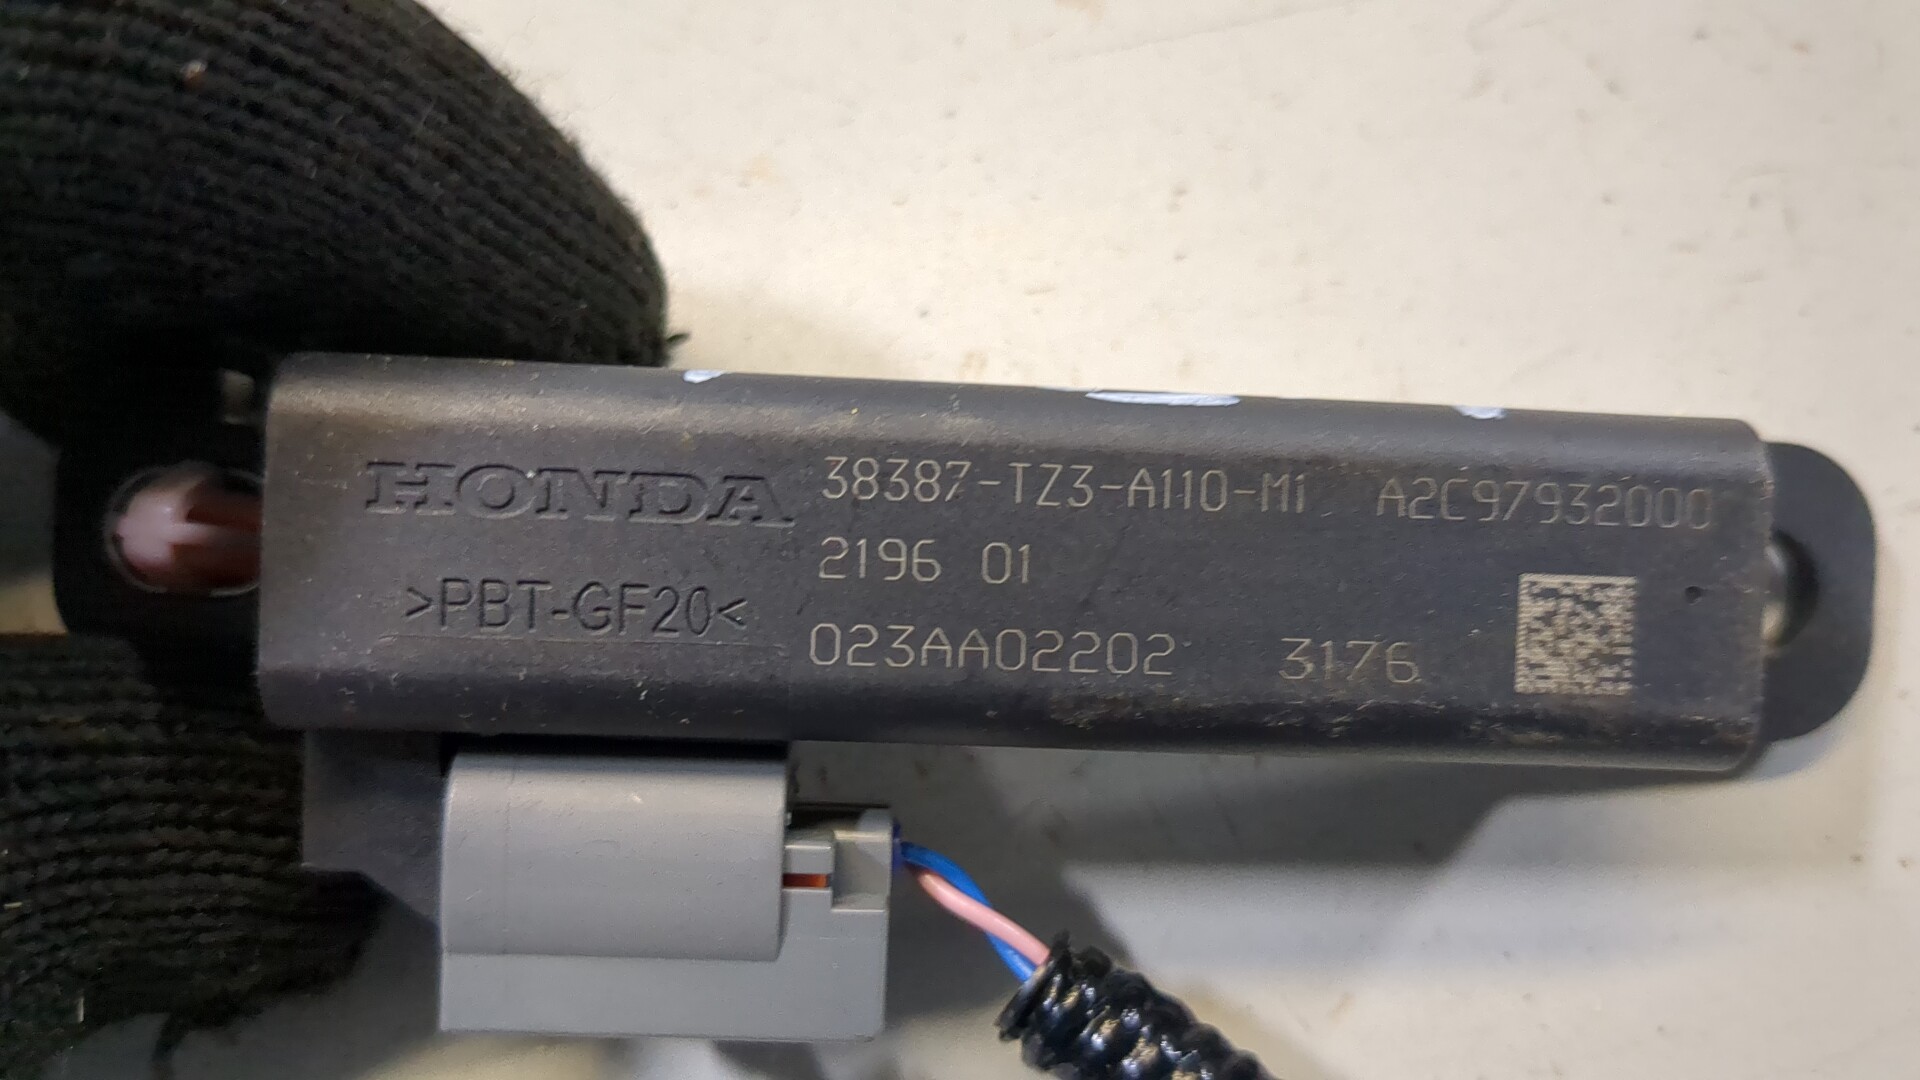 HONDA 38387-TZ3-A110-M1 A2C97932000
2196 01
>PBT-GF20<
023AA02202 3176